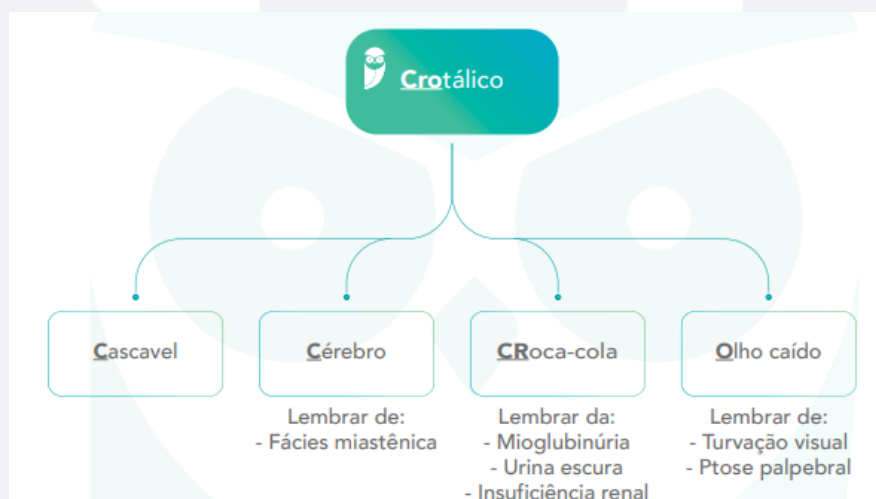 Crotálico
Cascavel
Cérebro
Lembrar de:
- Fácies miastênica
CRoca-cola
Lembrar da:
- Mioglubinúria
- Urina escura
- Insuficiência renal
Olho caído
Lembrar de:
- Turvação visual
- Ptose palpebral